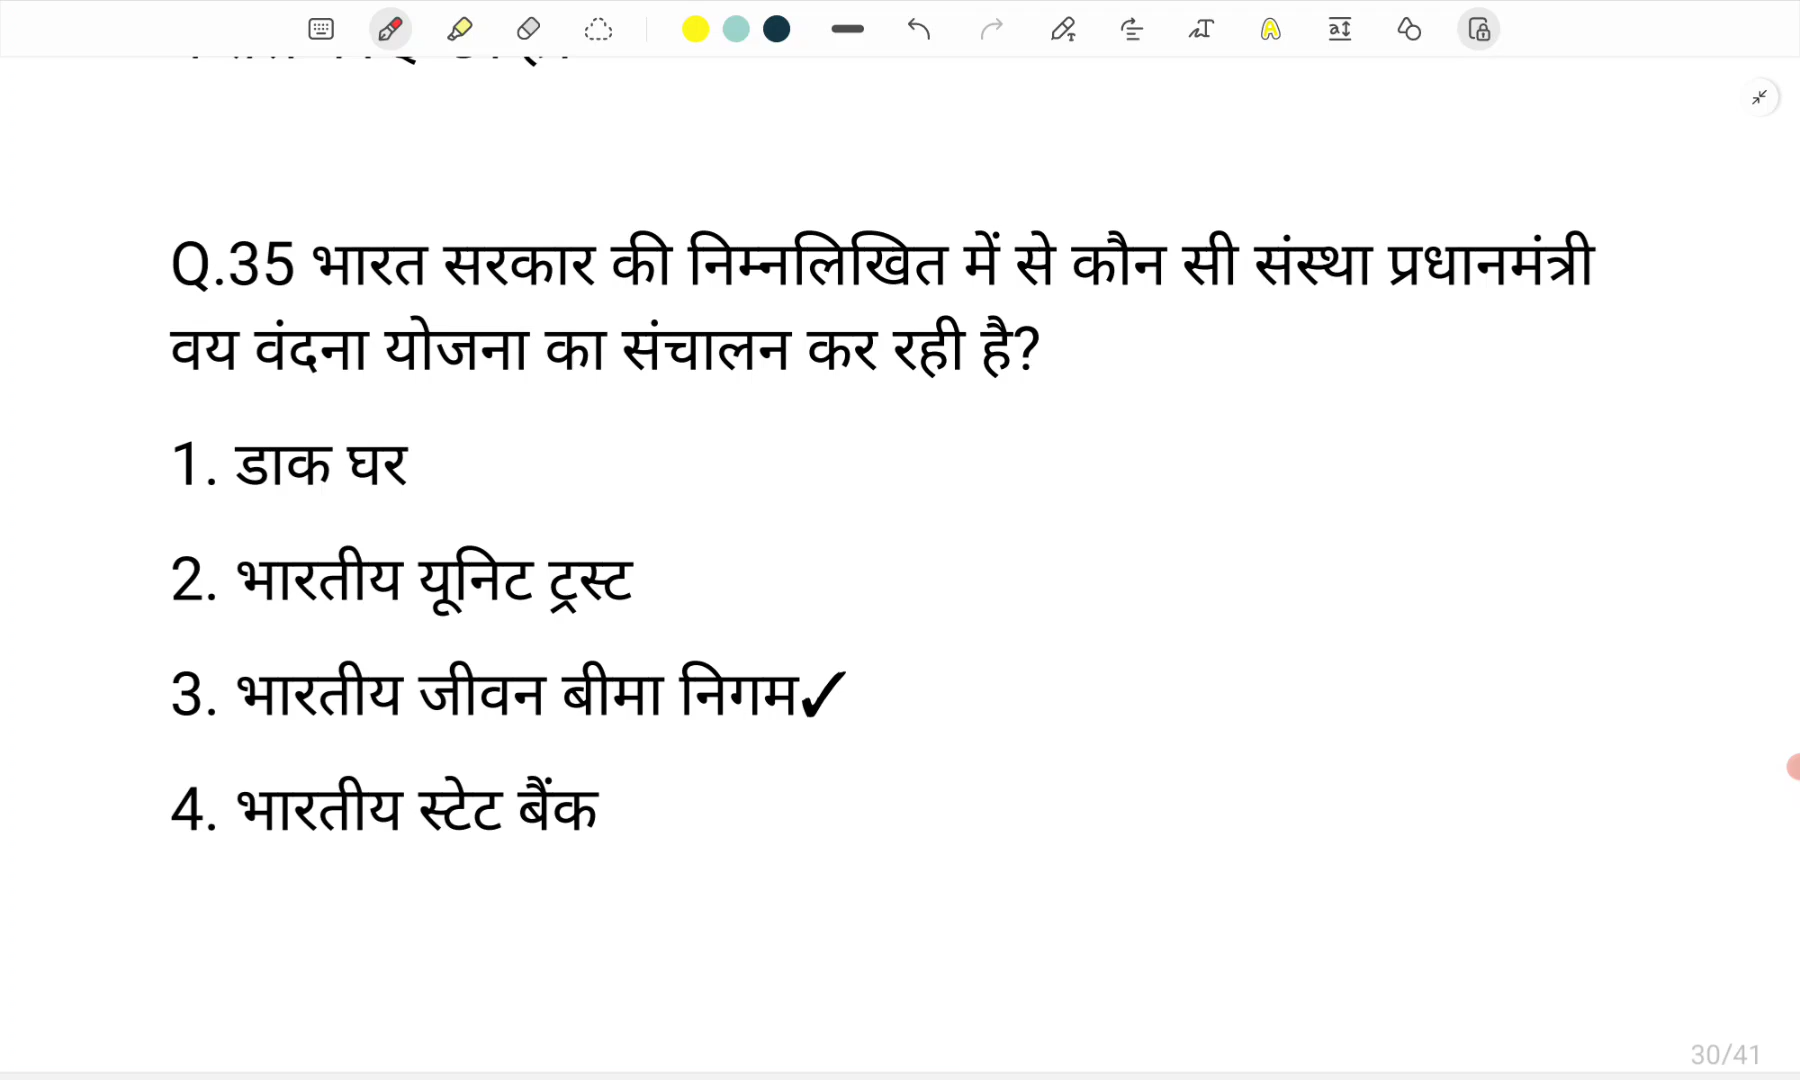 Q.35 भारत सरकार की निम्नलिखित में से कौन सी संस्था प्रधानमंत्री
वय वंदना योजना का संचालन कर रही है?
1. डाक घर
2. भारतीय यूनिट ट्रस्ट
3. भारतीय जीवन बीमा निगम✓
4. भारतीय स्टेट बैंक
30/41